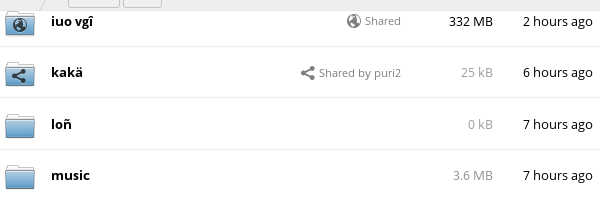 iuo vgî Shared 332 MB 2 hours ago
kakä Shared by puri2 25 kB 6 hours ago
loñ 0 kB 7 hours ago
music 3.6 MB 7 hours ago